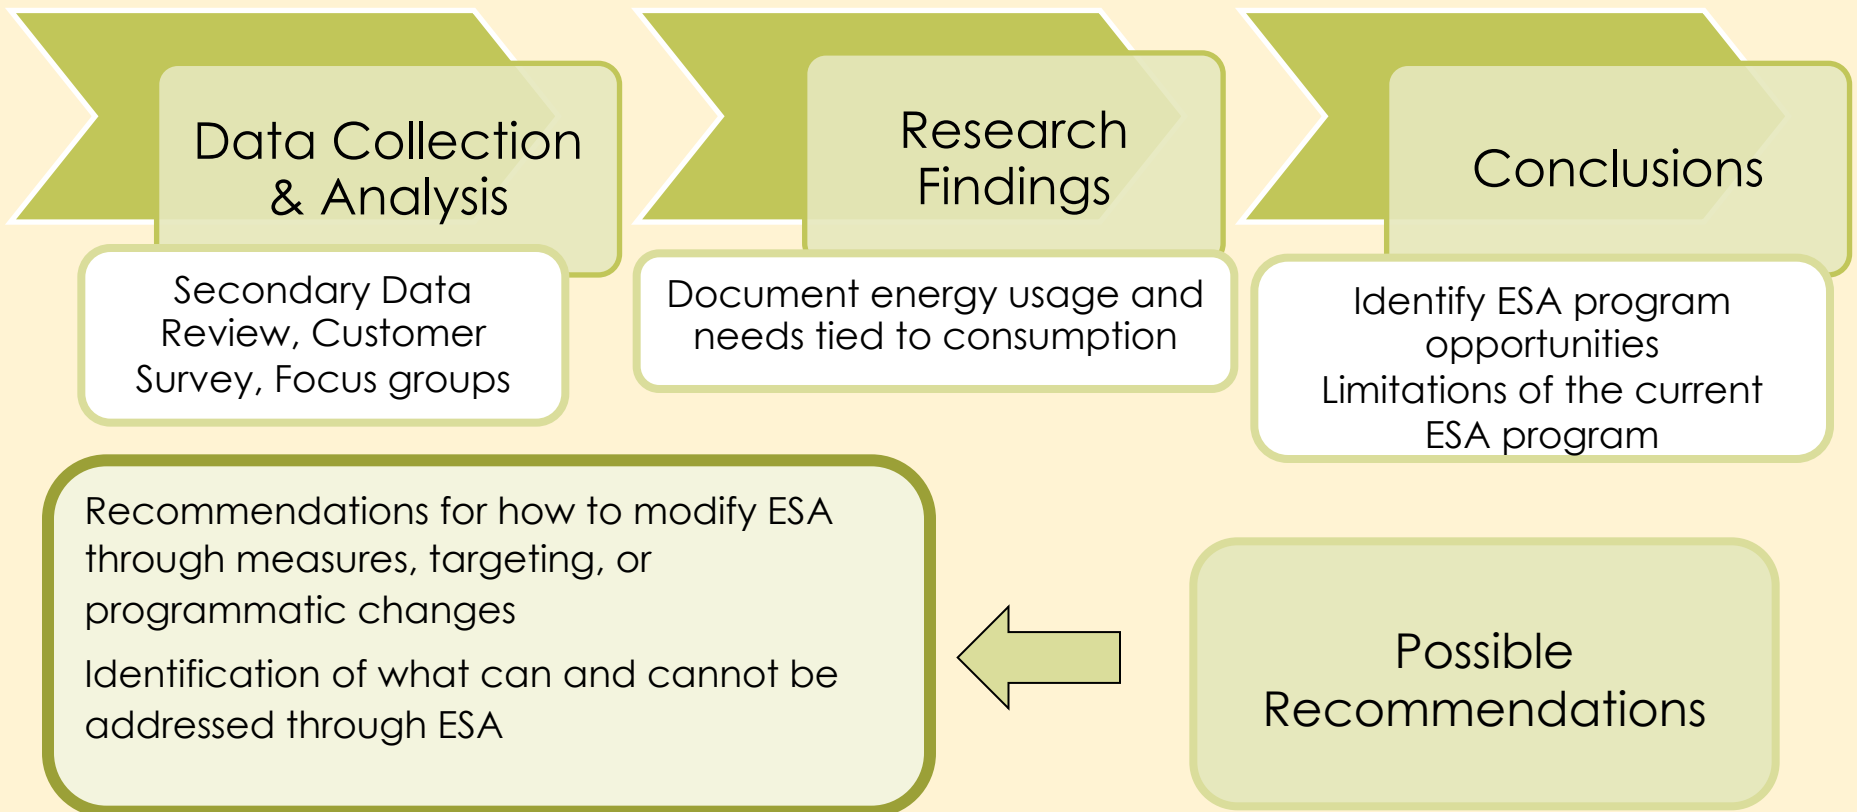 Data Collection
& Analysis
Secondary Data
Review, Customer
Survey, Focus groups
Research
Findings
Document energy usage and
needs tied to consumption
Conclusions
Identify ESA program
opportunities
Limitations of the current
ESA program
Recommendations for how to modify ESA
through measures, targeting, or
programmatic changes
Identification of what can and cannot be
addressed through ESA
Possible
Recommendations